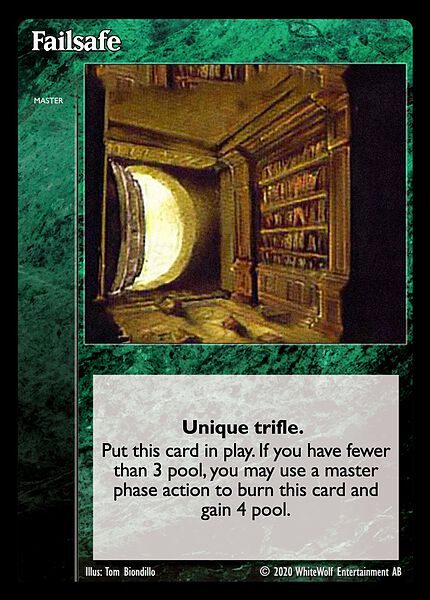 Failsafe
MASTER
Unique trifle.
Put this card in play. If you have fewer
than 3 pool, you may use a master
phase action to burn this card and
gain 4 pool.
Illus: Tom Biondillo
© 2020 WhiteWolf Entertainment AB